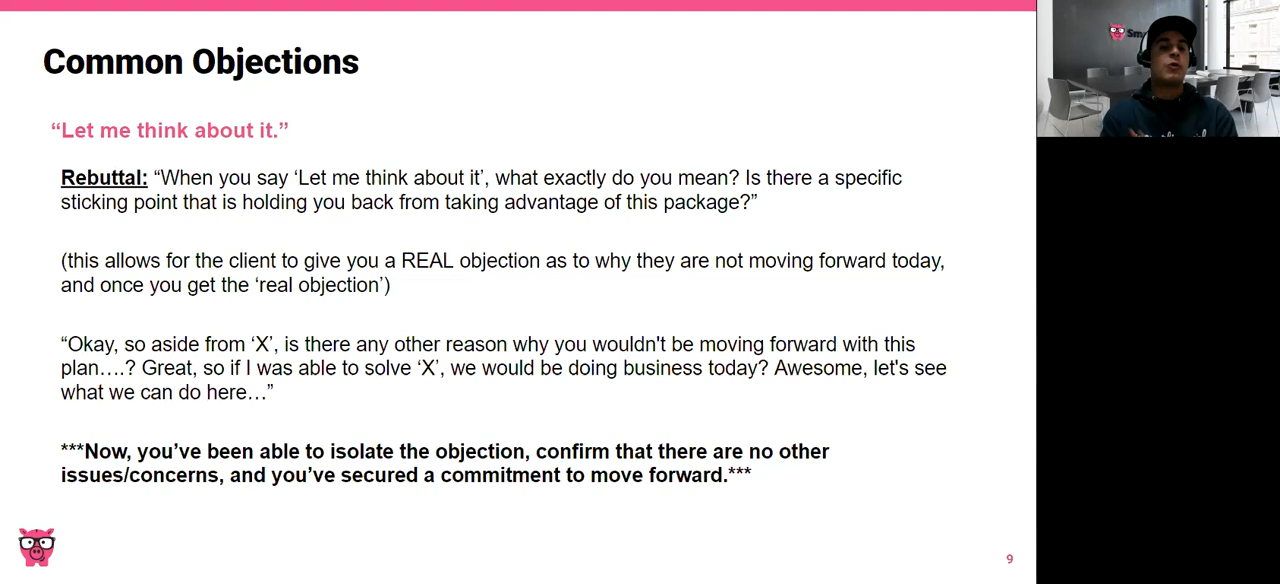 Common Objections
“Let me think about it.”
Rebuttal: “When you say ‘Let me think about it’, what exactly do you mean? Is there a specific
sticking point that is holding you back from taking advantage of this package?”
(this allows for the client to give you a REAL objection as to why they are not moving forward today,
and once you get the ‘real objection’)
“Okay, so aside from ‘X’, is there any other reason why you wouldn't be moving forward with this
plan….? Great, so if I was able to solve ‘X’, we would be doing business today? Awesome, let's see
what we can do here…”
***Now, you’ve been able to isolate the objection, confirm that there are no other
issues/concerns, and you’ve secured a commitment to move forward.***
9